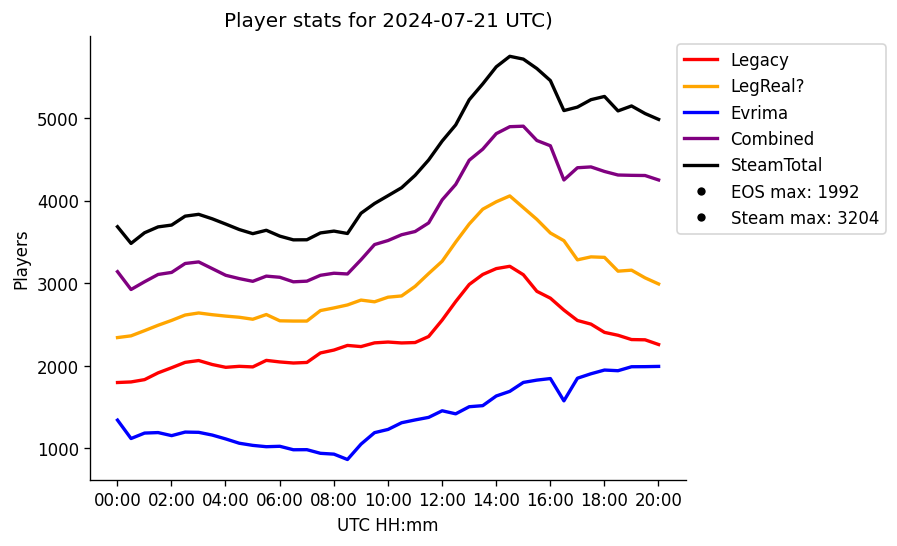 Player stats for 2024-07-21 UTC)
Legacy
LegReal?
Evrima
Combined
SteamTotal
EOS max: 1992
Steam max: 3204
Players
5000
4000
3000
2000
1000
00:00 02:00 04:00 06:00 08:00 10:00 12:00 14:00 16:00 18:00 20:00
UTC HH:mm